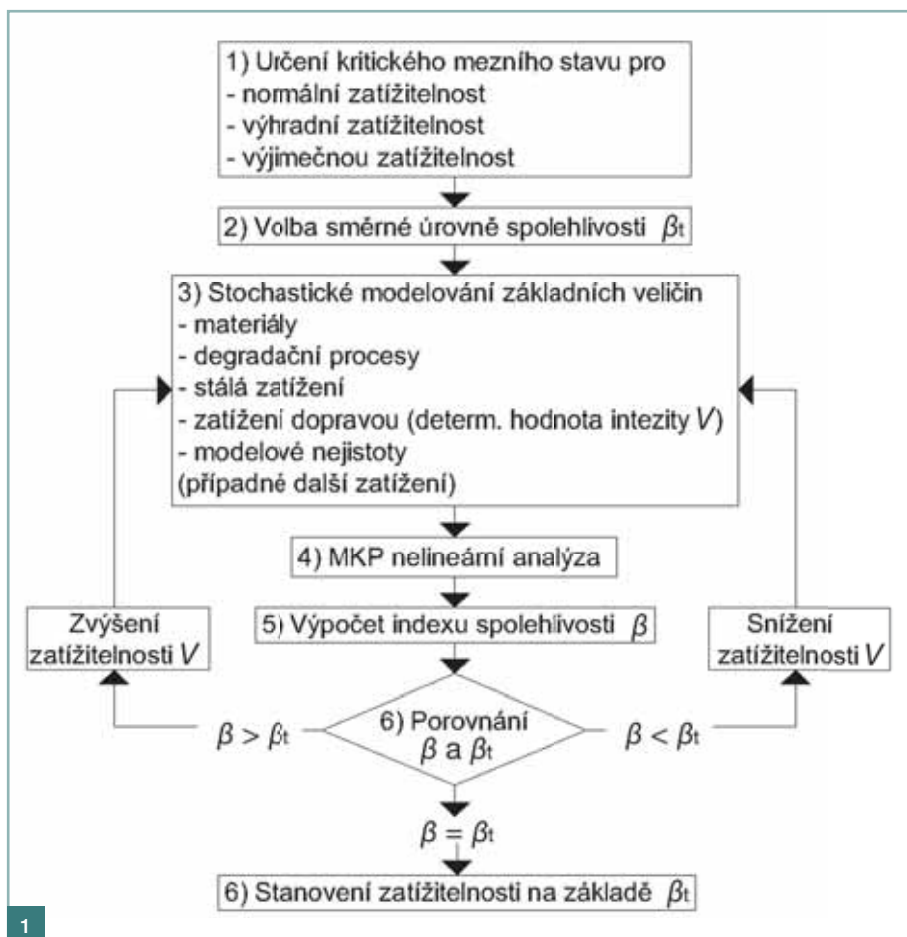 1) Určení kritického mezního stavu pro
- normální zatížitelnost
- výhradní zatížitelnost
- výjimečnou zatížitelnost
2) Volba směrné úrovně spolehlivosti βt
3) Stochastické modelování základních veličin
- materiály
- degradační procesy
- stálá zatížení
- zatížení dopravou (determ. hodnota intezity V)
- modelové nejistoty
(případné další zatížení)
4) MKP nelineární analýza
5) Výpočet indexu spolehlivosti β
Zvýšení
zatížitelnosti V
Snížení
zatížitelnosti V
6) Porovnání
β a βt
β > βt
β < βt
β = βt
6) Stanovení zatížitelnosti na základě βt
1